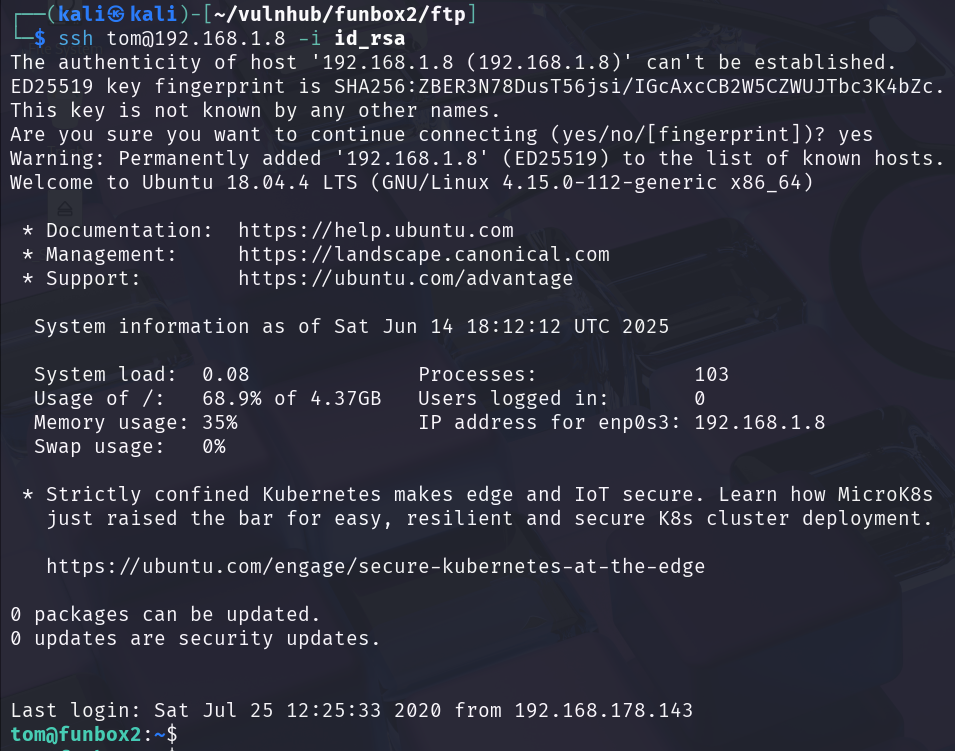 ┌──(kali㉿kali)-[~/vulnhub/funbox2/ftp]
└─$ ssh tom@192.168.1.8 -i id_rsa
The authenticity of host '192.168.1.8 (192.168.1.8)' can't be established.
ED25519 key fingerprint is SHA256:ZBER3N78DusT56jsi/IGcAxcCB2W5CZWUJTbc3K4bZc.
This key is not known by any other names.
Are you sure you want to continue connecting (yes/no/[fingerprint])? yes
Warning: Permanently added '192.168.1.8' (ED25519) to the list of known hosts.
Welcome to Ubuntu 18.04.4 LTS (GNU/Linux 4.15.0-112-generic x86_64)

 * Documentation:  https://help.ubuntu.com
 * Management:     https://landscape.canonical.com
 * Support:        https://ubuntu.com/advantage

  System information as of Sat Jun 14 18:12:12 UTC 2025

  System load:  0.08              Processes:             103
  Usage of /:   68.9% of 4.37GB   Users logged in:       0
  Memory usage: 35%               IP address for enp0s3: 192.168.1.8
  Swap usage:   0%

 * Strictly confined Kubernetes makes edge and IoT secure. Learn how MicroK8s
   just raised the bar for easy, resilient and secure K8s cluster deployment.

   https://ubuntu.com/engage/secure-kubernetes-at-the-edge

0 packages can be updated.
0 updates are security updates.


Last login: Sat Jul 25 12:25:33 2020 from 192.168.178.143
tom@funbox2:~$